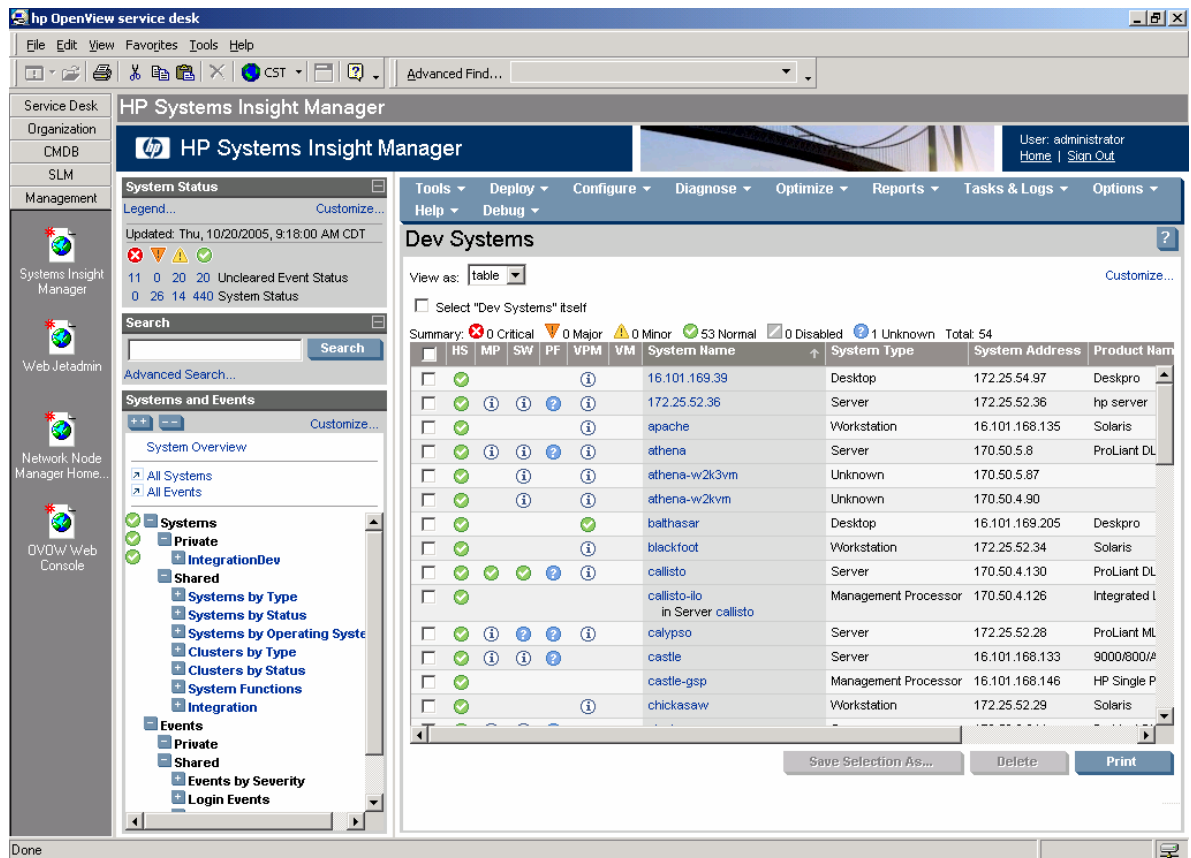 hp OpenView service desk
File Edit View Favorites Tools Help
CST
Advanced Find...
Service Desk
Organization
CMDB
SLM
Management
Systems Insight
Manager
Web Jetadmin
Network Node
Manager Home...
OVOW Web
Console
HP Systems Insight Manager
hp HP Systems Insight Manager
User: administrator
Home | Sign Out
System Status
Legend... Customize...
Updated: Thu, 10/20/2005, 9:18:00 AM CDT
11 0 20 20 Uncleared Event Status
0 26 14 440 System Status
Search
Search
Advanced Search...
Systems and Events
Customize...
System Overview
All Systems
All Events
Systems
Private
IntegrationDev
Shared
Systems by Type
Systems by Status
Systems by Operating Syste
Clusters by Type
Clusters by Status
System Functions
Integration
Events
Private
Shared
Events by Severity
Login Events
Tools Deploy Configure Diagnose Optimize Reports Tasks & Logs Options
Help Debug
Dev Systems
?
View as: table Customize...
Select "Dev Systems" itself
Summary: 0 Critical 0 Major 0 Minor 53 Normal 0 Disabled 1 Unknown Total: 54
HS MP SW PF VPM VM System Name System Type System Address Product Nam
16.101.169.39 Desktop 172.25.54.97 Deskpro
172.25.52.36 Server 172.25.52.36 hp server
apache Workstation 16.101.168.135 Solaris
athena Server 170.50.5.8 ProLiant DL
athena-w2k3vm Unknown 170.50.5.87
athena-w2kvm Unknown 170.50.4.90
balthasar Desktop 16.101.169.205 Deskpro
blackfoot Workstation 172.25.52.34 Solaris
callisto Server 170.50.4.130 ProLiant DL
callisto-ilo Management Processor 170.50.4.126 Integrated L
in Server callisto
calypso Server 172.25.52.28 ProLiant ML
castle Server 16.101.168.133 9000/800/A
castle-gsp Management Processor 16.101.168.146 HP Single P
chickasaw Workstation 172.25.52.29 Solaris
Save Selection As... Delete Print
Done